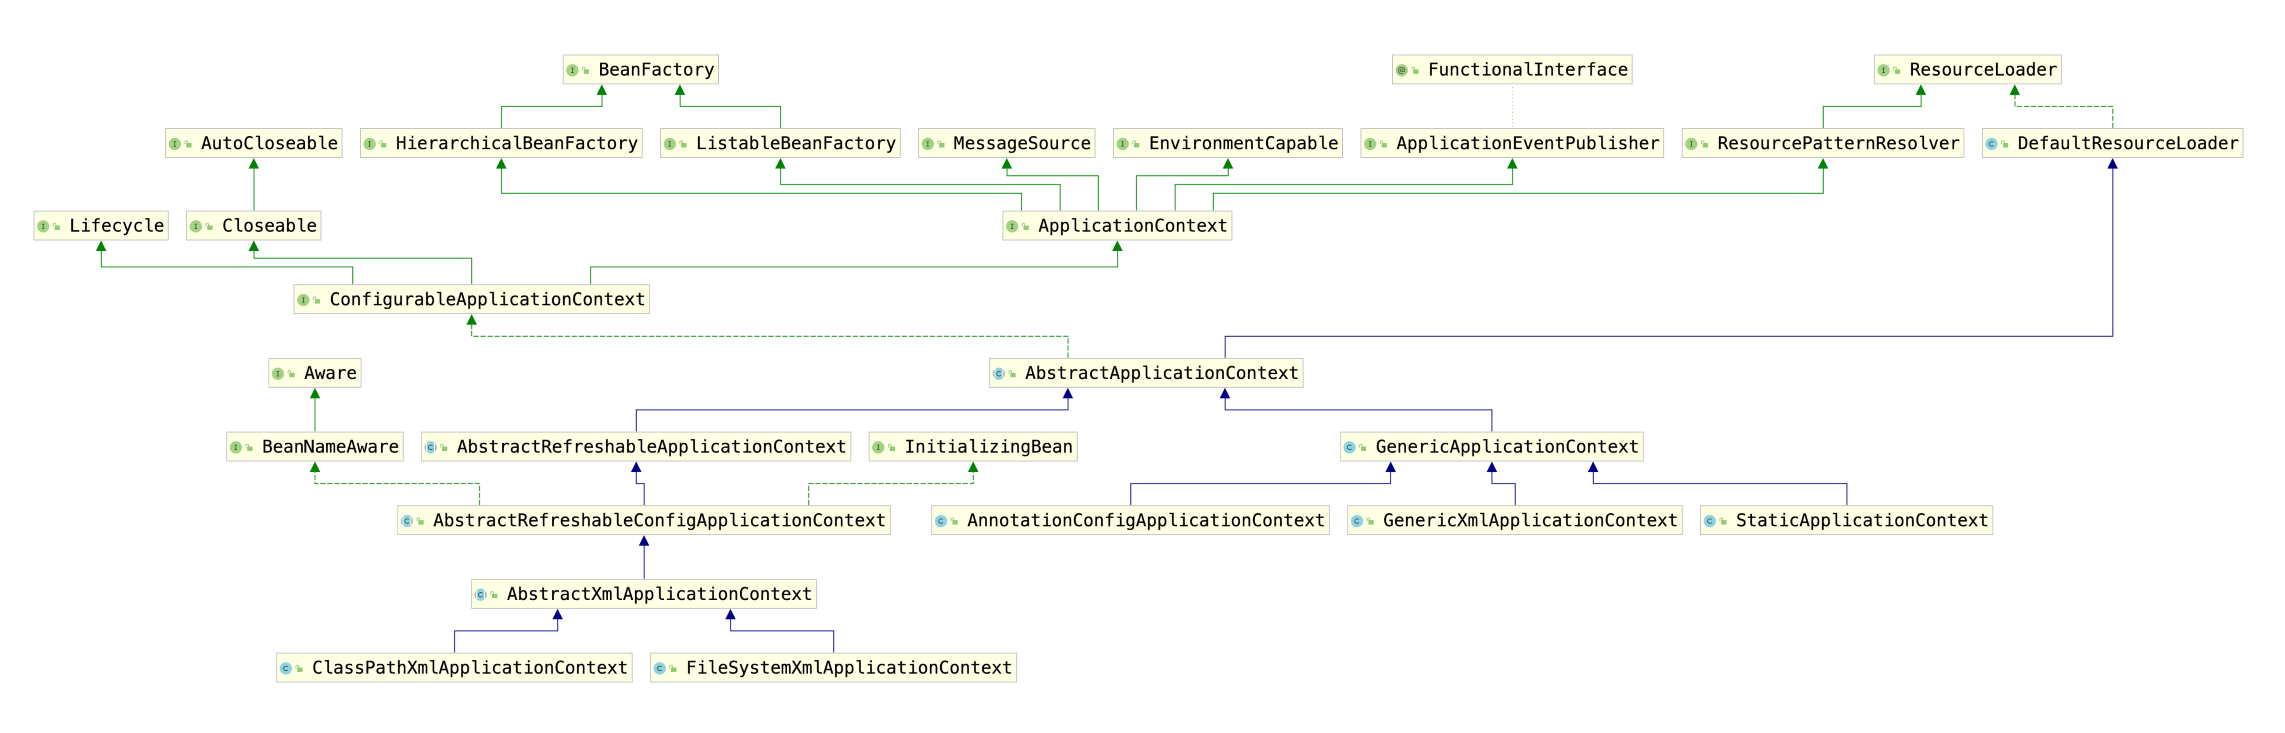 BeanFactory
FunctionalInterface
ResourceLoader
AutoCloseable
HierarchicalBeanFactory
ListableBeanFactory
MessageSource
EnvironmentCapable
ApplicationEventPublisher
ResourcePatternResolver
DefaultResourceLoader
Lifecycle
Closeable
ApplicationContext
ConfigurableApplicationContext
Aware
AbstractApplicationContext
BeanNameAware
AbstractRefreshableApplicationContext
InitializingBean
GenericApplicationContext
AbstractRefreshableConfigApplicationContext
AnnotationConfigApplicationContext
GenericXmlApplicationContext
StaticApplicationContext
AbstractXmlApplicationContext
ClassPathXmlApplicationContext
FileSystemXmlApplicationContext